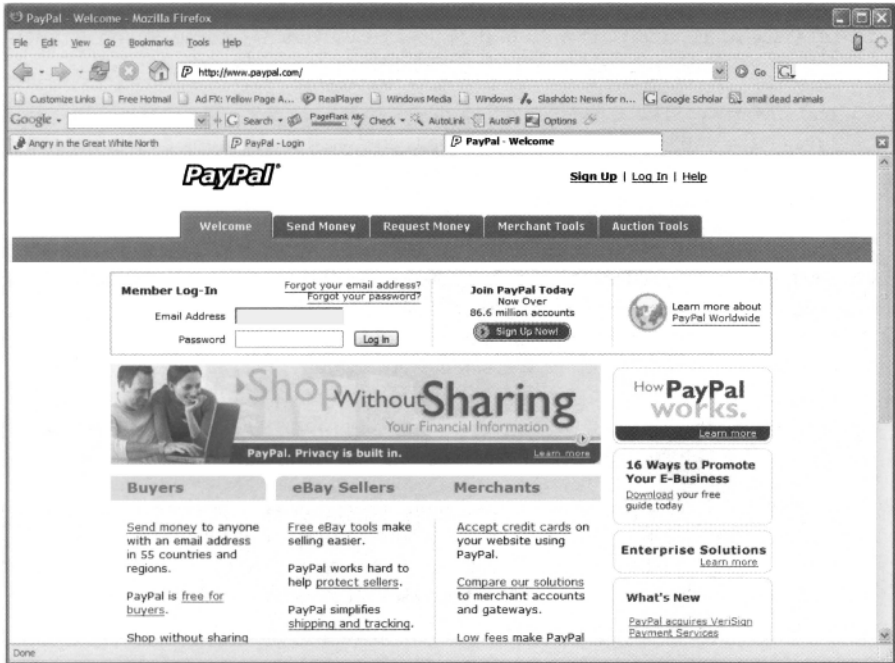 PayPal - Welcome - Mozilla Firefox
File Edit View Go Bookmarks Tools Help
http://www.paypal.com/ Go G
Customize Links Free Hotmail Ad FX: Yellow Page A... RealPlayer Windows Media Windows Slashdot: News for n... Google Scholar small dead animals
Google - G Search PageRank ABC Check AutoLink AutoFill Options
Angry in the Great White North PayPal - Login PayPal - Welcome
PayPal
Sign Up | Log In | Help
Welcome Send Money Request Money Merchant Tools Auction Tools
Member Log-In
Forgot your email address?
Forgot your password?
Email Address
Password Log In
Join PayPal Today
Now Over
86.6 million accounts
Sign Up Now!
Learn more about
PayPal Worldwide
Shop Without Sharing
Your Financial Information
PayPal. Privacy is built in. Learn more
How PayPal
works.
Learn more
16 Ways to Promote
Your E-Business
Download your free
guide today
Enterprise Solutions
Learn more
What's New
PayPal acquires VeriSign
Payment Services
Buyers
Send money to anyone
with an email address
in 55 countries and
regions.
PayPal is free for
buyers.
Shop without sharing
eBay Sellers
Free eBay tools make
selling easier.
PayPal works hard to
help protect sellers.
PayPal simplifies
shipping and tracking.
Merchants
Accept credit cards on
your website using
PayPal.
Compare our solutions
to merchant accounts
and gateways.
Low fees make PayPal
Done